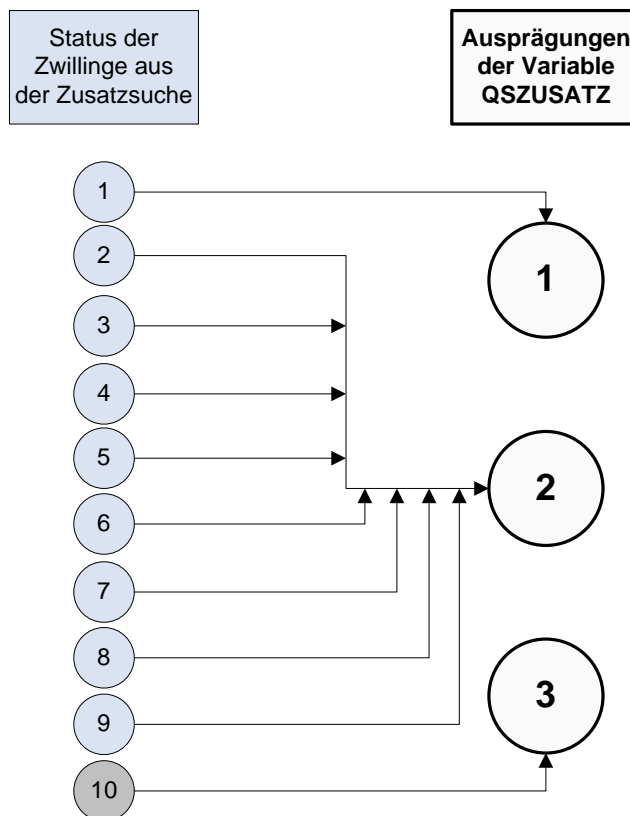 Status der
Zwillinge aus
der Zusatzsuche
Ausprägungen
der Variable
QSZUSATZ
1
2
3
4
5
6
7
8
9
10
1
2
3